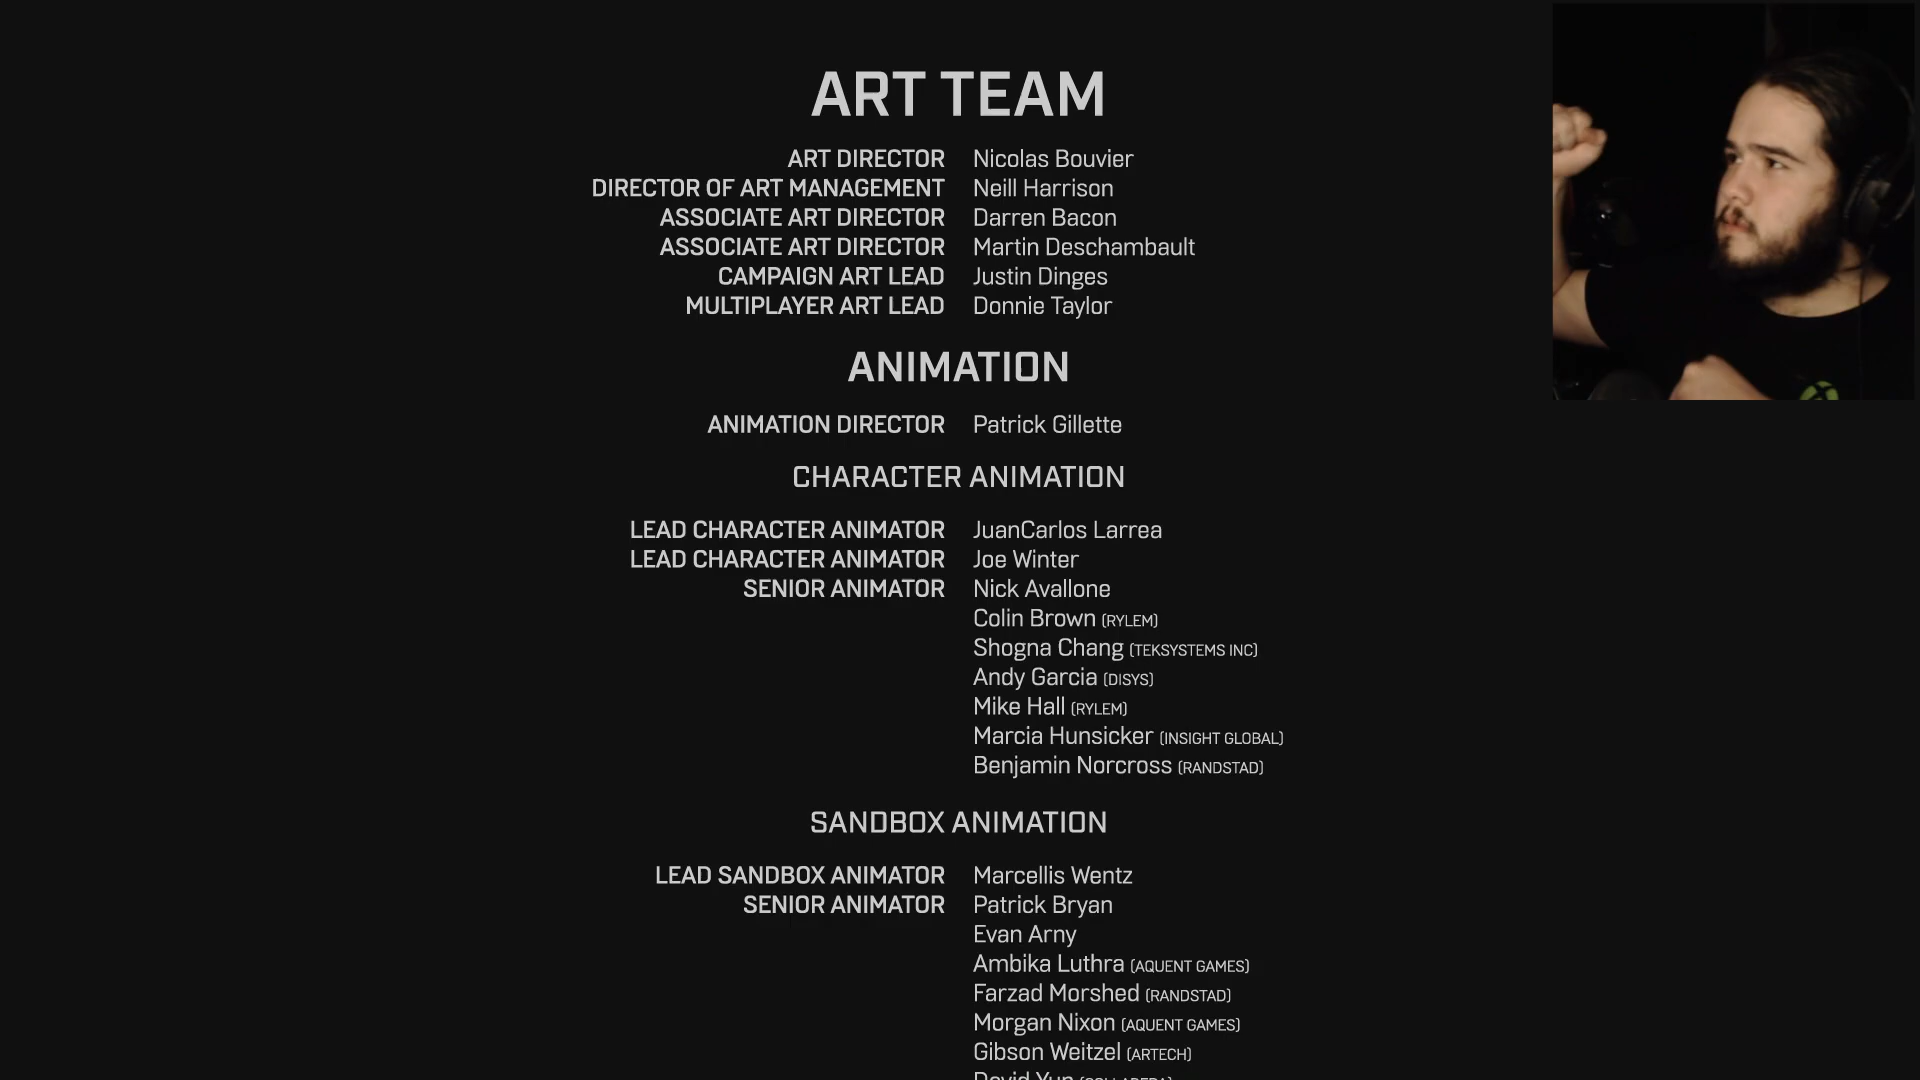 ART TEAM
ART DIRECTOR Nicolas Bouvier
DIRECTOR OF ART MANAGEMENT Neill Harrison
ASSOCIATE ART DIRECTOR Darren Bacon
ASSOCIATE ART DIRECTOR Martin Deschambault
CAMPAIGN ART LEAD Justin Dinges
MULTIPLAYER ART LEAD Donnie Taylor
ANIMATION
ANIMATION DIRECTOR Patrick Gillette
CHARACTER ANIMATION
LEAD CHARACTER ANIMATOR JuanCarlos Larrea
LEAD CHARACTER ANIMATOR Joe Winter
SENIOR ANIMATOR Nick Avallone
Colin Brown (RYLEM)
Shogna Chang (TEKSYSTEMS INC)
Andy Garcia (DISYS)
Mike Hall (RYLEM)
Marcia Hunsicker (INSIGHT GLOBAL)
Benjamin Norcross (RANDSTAD)
SANDBOX ANIMATION
LEAD SANDBOX ANIMATOR Marcellis Wentz
SENIOR ANIMATOR Patrick Bryan
Evan Arny
Ambika Luthra (AQUENT GAMES)
Farzad Morshed (RANDSTAD)
Morgan Nixon (AQUENT GAMES)
Gibson Weitzel (ARTECH)
David Yun